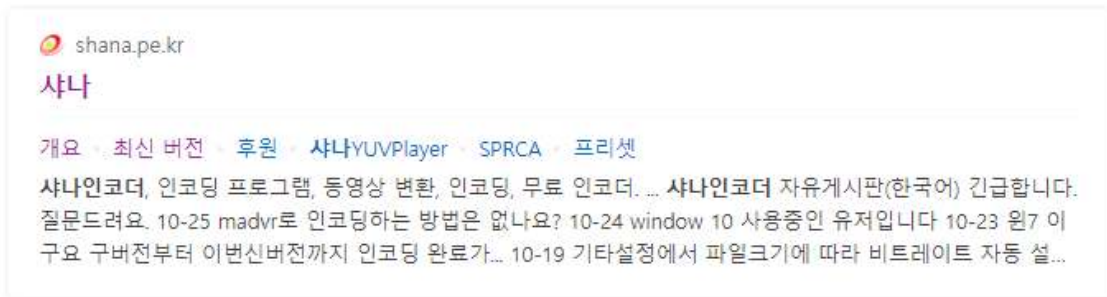 shana.pe.kr
샤나
개요 · 최신 버전 · 후원 · 샤나YUVPlayer · SPRCA · 프리셋
샤나인코더, 인코딩 프로그램, 동영상 변환, 인코딩, 무료 인코더. ... 샤나인코더 자유게시판(한국어) 긴급합니다.
질문드려요. 10-25 madvr로 인코딩하는 방법은 없나요? 10-24 window 10 사용중인 유저입니다 10-23 윈7 이
구요 구버전부터 이번신버전까지 인코딩 완료가... 10-19 기타설정에서 파일크기에 따라 비트레이트 자동 설...